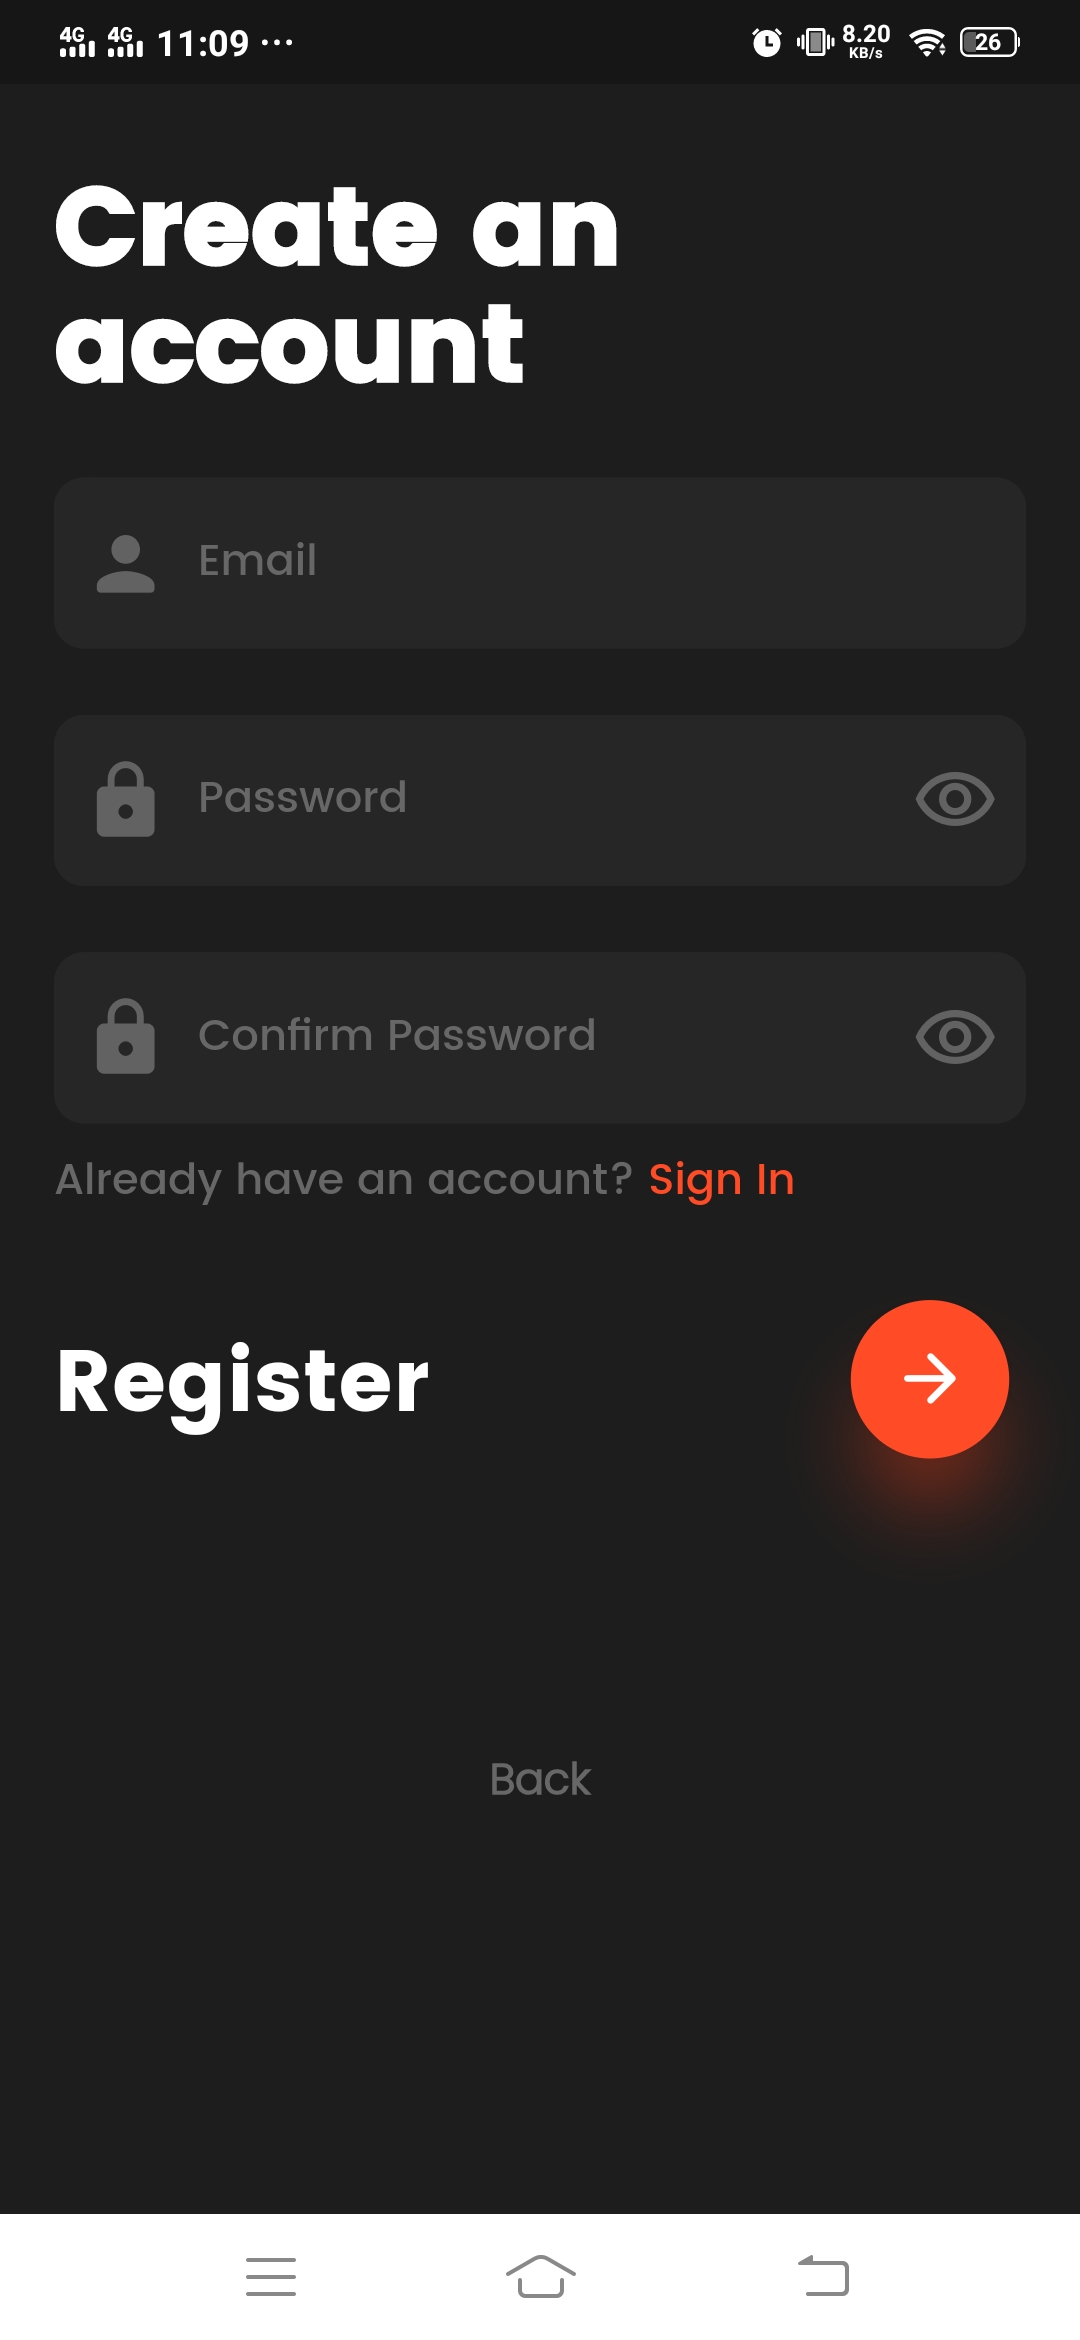 4G 4G 11:09 ... 8.20 KB/s 26
Create an
account
Email
Password
Confirm Password
Already have an account? Sign In
Register
Back